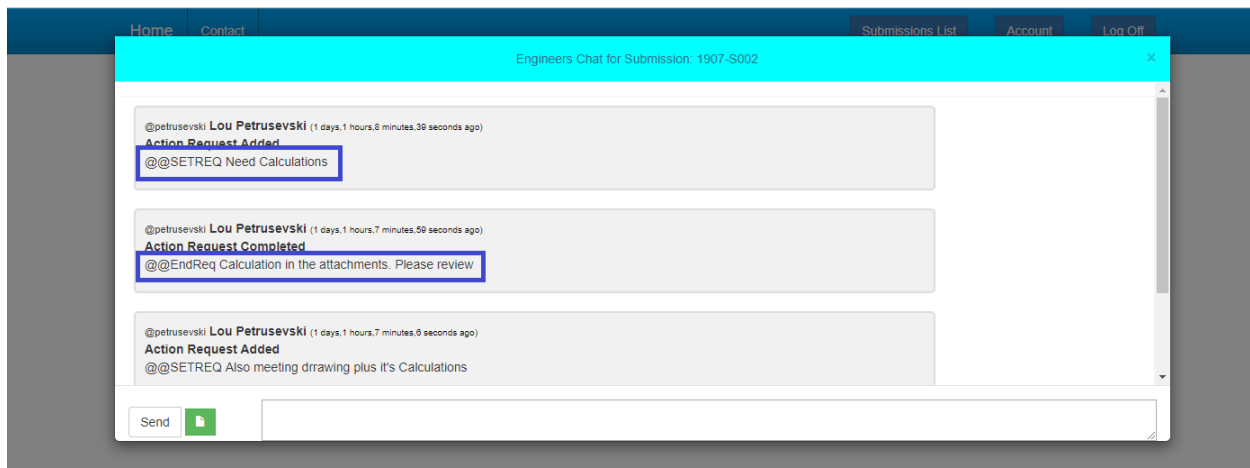 Home Contact Submissions List Account Log Off
Engineers Chat for Submission: 1907-S002 ×
@petrusevski Lou Petrusevski (1 days,1 hours,8 minutes,39 seconds ago)
Action Request Added
@@SETREQ Need Calculations
@petrusevski Lou Petrusevski (1 days,1 hours,7 minutes,59 seconds ago)
Action Request Completed
@@EndReq Calculation in the attachments. Please review
@petrusevski Lou Petrusevski (1 days,1 hours,7 minutes,6 seconds ago)
Action Request Added
@@SETREQ Also meeting drrawing plus it's Calculations
Send